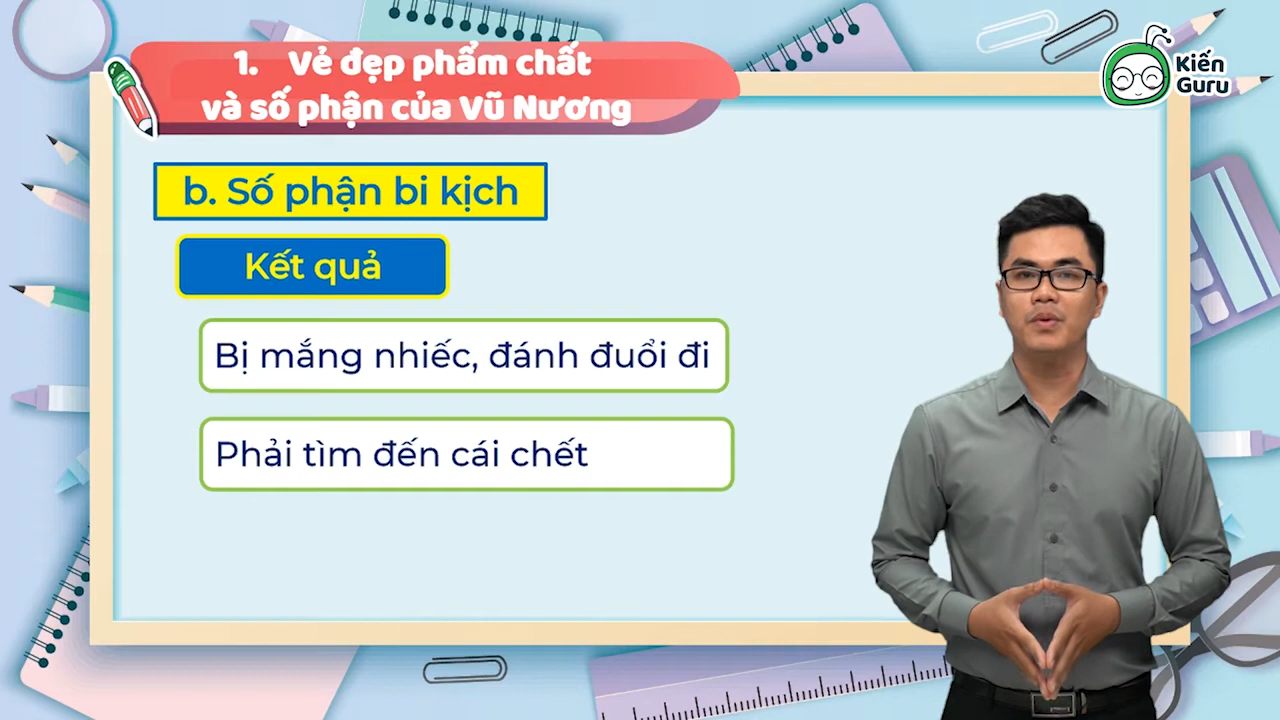 1. Vẻ đẹp phẩm chất
và số phận của Vũ Nương
Kiến
Guru
b. Số phận bi kịch
Kết quả
Bị mắng nhiếc, đánh đuổi đi
Phải tìm đến cái chết